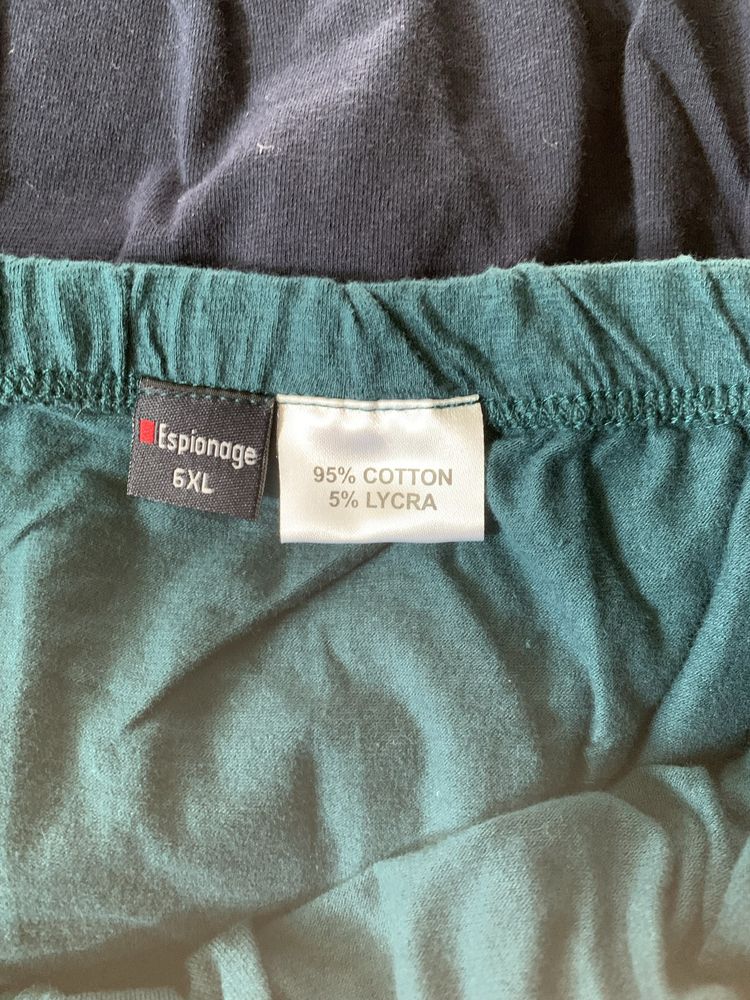 Espionage
6XL
95% COTTON
5% LYCRA